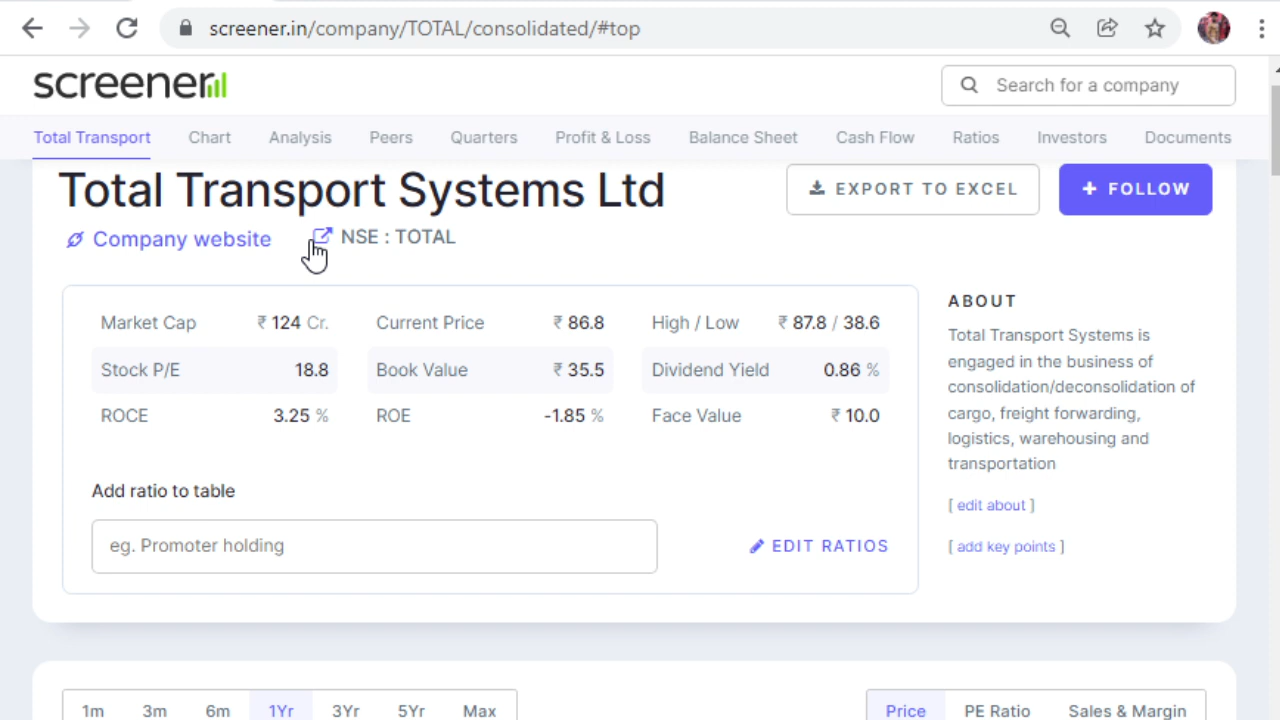 screener.in/company/TOTAL/consolidated/#top
screener
Search for a company
Total Transport Chart Analysis Peers Quarters Profit & Loss Balance Sheet Cash Flow Ratios Investors Documents
Total Transport Systems Ltd
EXPORT TO EXCEL
+ FOLLOW
Company website
NSE : TOTAL
Market Cap ₹ 124 Cr.
Current Price ₹ 86.8
High / Low ₹ 87.8 / 38.6
Stock P/E 18.8
Book Value ₹ 35.5
Dividend Yield 0.86 %
ROCE 3.25 %
ROE -1.85 %
Face Value ₹ 10.0
Add ratio to table
eg. Promoter holding
EDIT RATIOS
ABOUT
Total Transport Systems is
engaged in the business of
consolidation/deconsolidation of
cargo, freight forwarding,
logistics, warehousing and
transportation
[ edit about ]
[ add key points ]
1m 3m 6m 1Yr 3Yr 5Yr Max
Price PE Ratio Sales & Margin